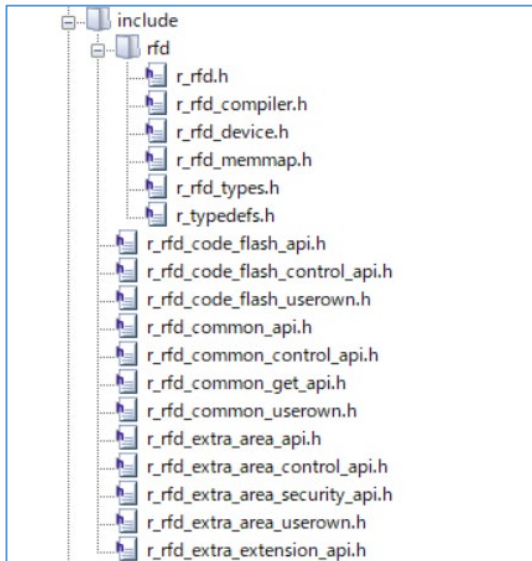 include
rfd
r_rfd.h
r_rfd_compiler.h
r_rfd_device.h
r_rfd_memmap.h
r_rfd_types.h
r_typedefs.h
r_rfd_code_flash_api.h
r_rfd_code_flash_control_api.h
r_rfd_code_flash_userown.h
r_rfd_common_api.h
r_rfd_common_control_api.h
r_rfd_common_get_api.h
r_rfd_common_userown.h
r_rfd_extra_area_api.h
r_rfd_extra_area_control_api.h
r_rfd_extra_area_security_api.h
r_rfd_extra_area_userown.h
r_rfd_extra_extension_api.h